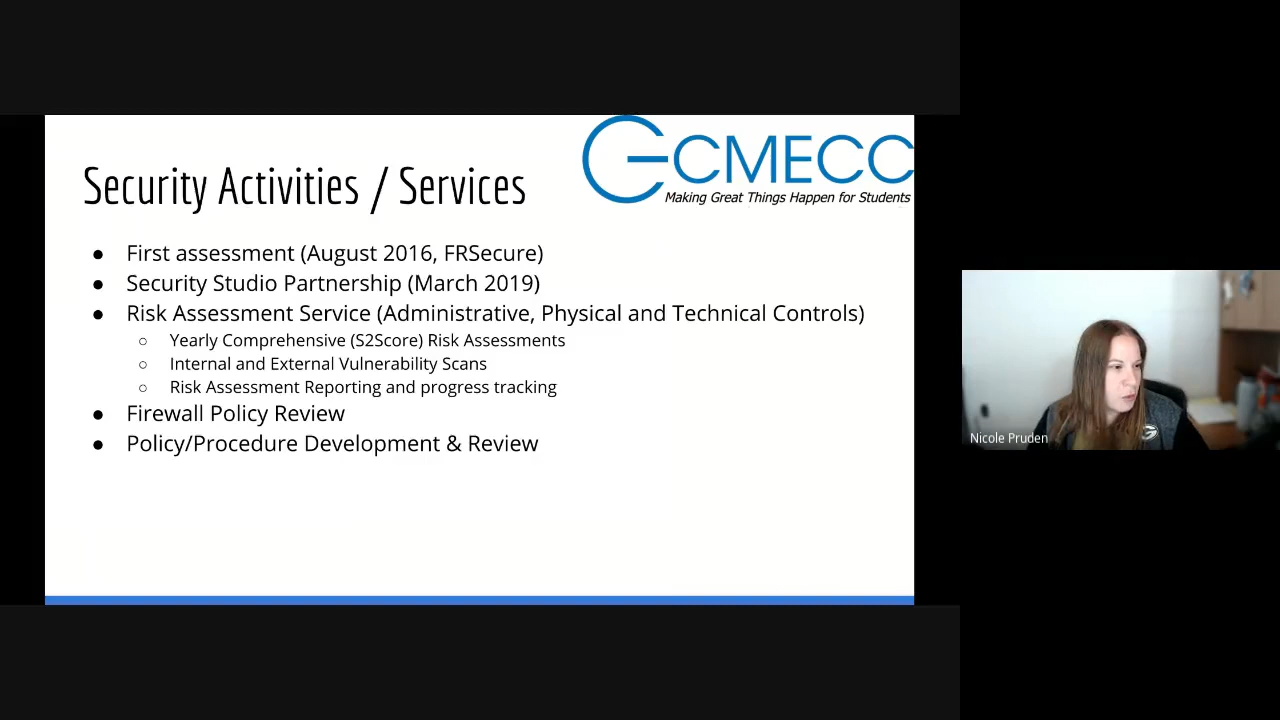 CMECC
Making Great Things Happen for Students
Security Activities / Services
● First assessment (August 2016, FRSecure)
● Security Studio Partnership (March 2019)
● Risk Assessment Service (Administrative, Physical and Technical Controls)
○ Yearly Comprehensive (S2Score) Risk Assessments
○ Internal and External Vulnerability Scans
○ Risk Assessment Reporting and progress tracking
● Firewall Policy Review
● Policy/Procedure Development & Review
Nicole Pruden